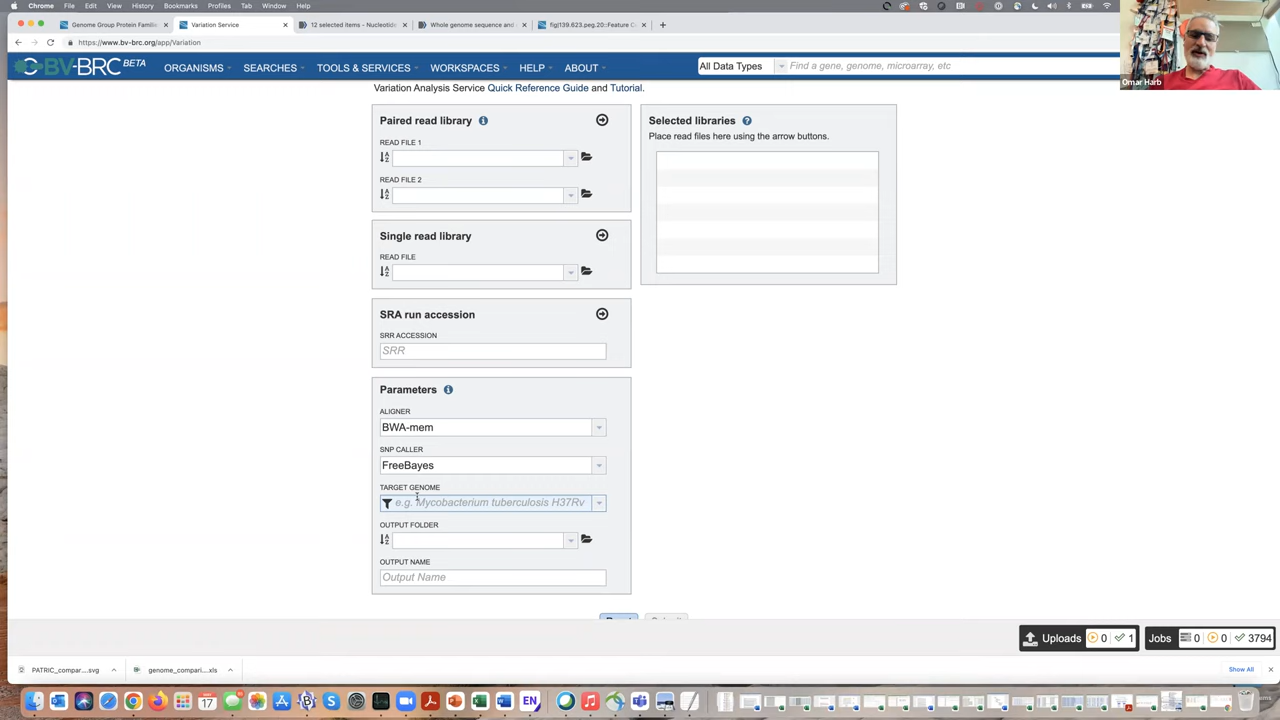 Chrome File Edit View History Bookmarks Profiles Tab Window Help
Genome Group Protein Familie
Variation Service
12 selected items - Nucleotide
Whole genome sequence and
fig|139.623.peg.20::Feature O
https://www.bv-brc.org/app/Variation
BV-BRC BETA
ORGANISMS SEARCHES TOOLS & SERVICES WORKSPACES HELP ABOUT
All Data Types Find a gene, genome, microarray, etc
Omar Harb
Variation Analysis Service Quick Reference Guide and Tutorial.
Paired read library
READ FILE 1
READ FILE 2
Selected libraries
Place read files here using the arrow buttons.
Single read library
READ FILE
SRA run accession
SRR ACCESSION
SRR
Parameters
ALIGNER
BWA-mem
SNP CALLER
FreeBayes
TARGET GENOME
e.g. Mycobacterium tuberculosis H37Rv
OUTPUT FOLDER
OUTPUT NAME
Output Name
Uploads 0 1
Jobs 0 0 3794
PATRIC_compar....svg
genome_compari....xls
Show All
17
EN